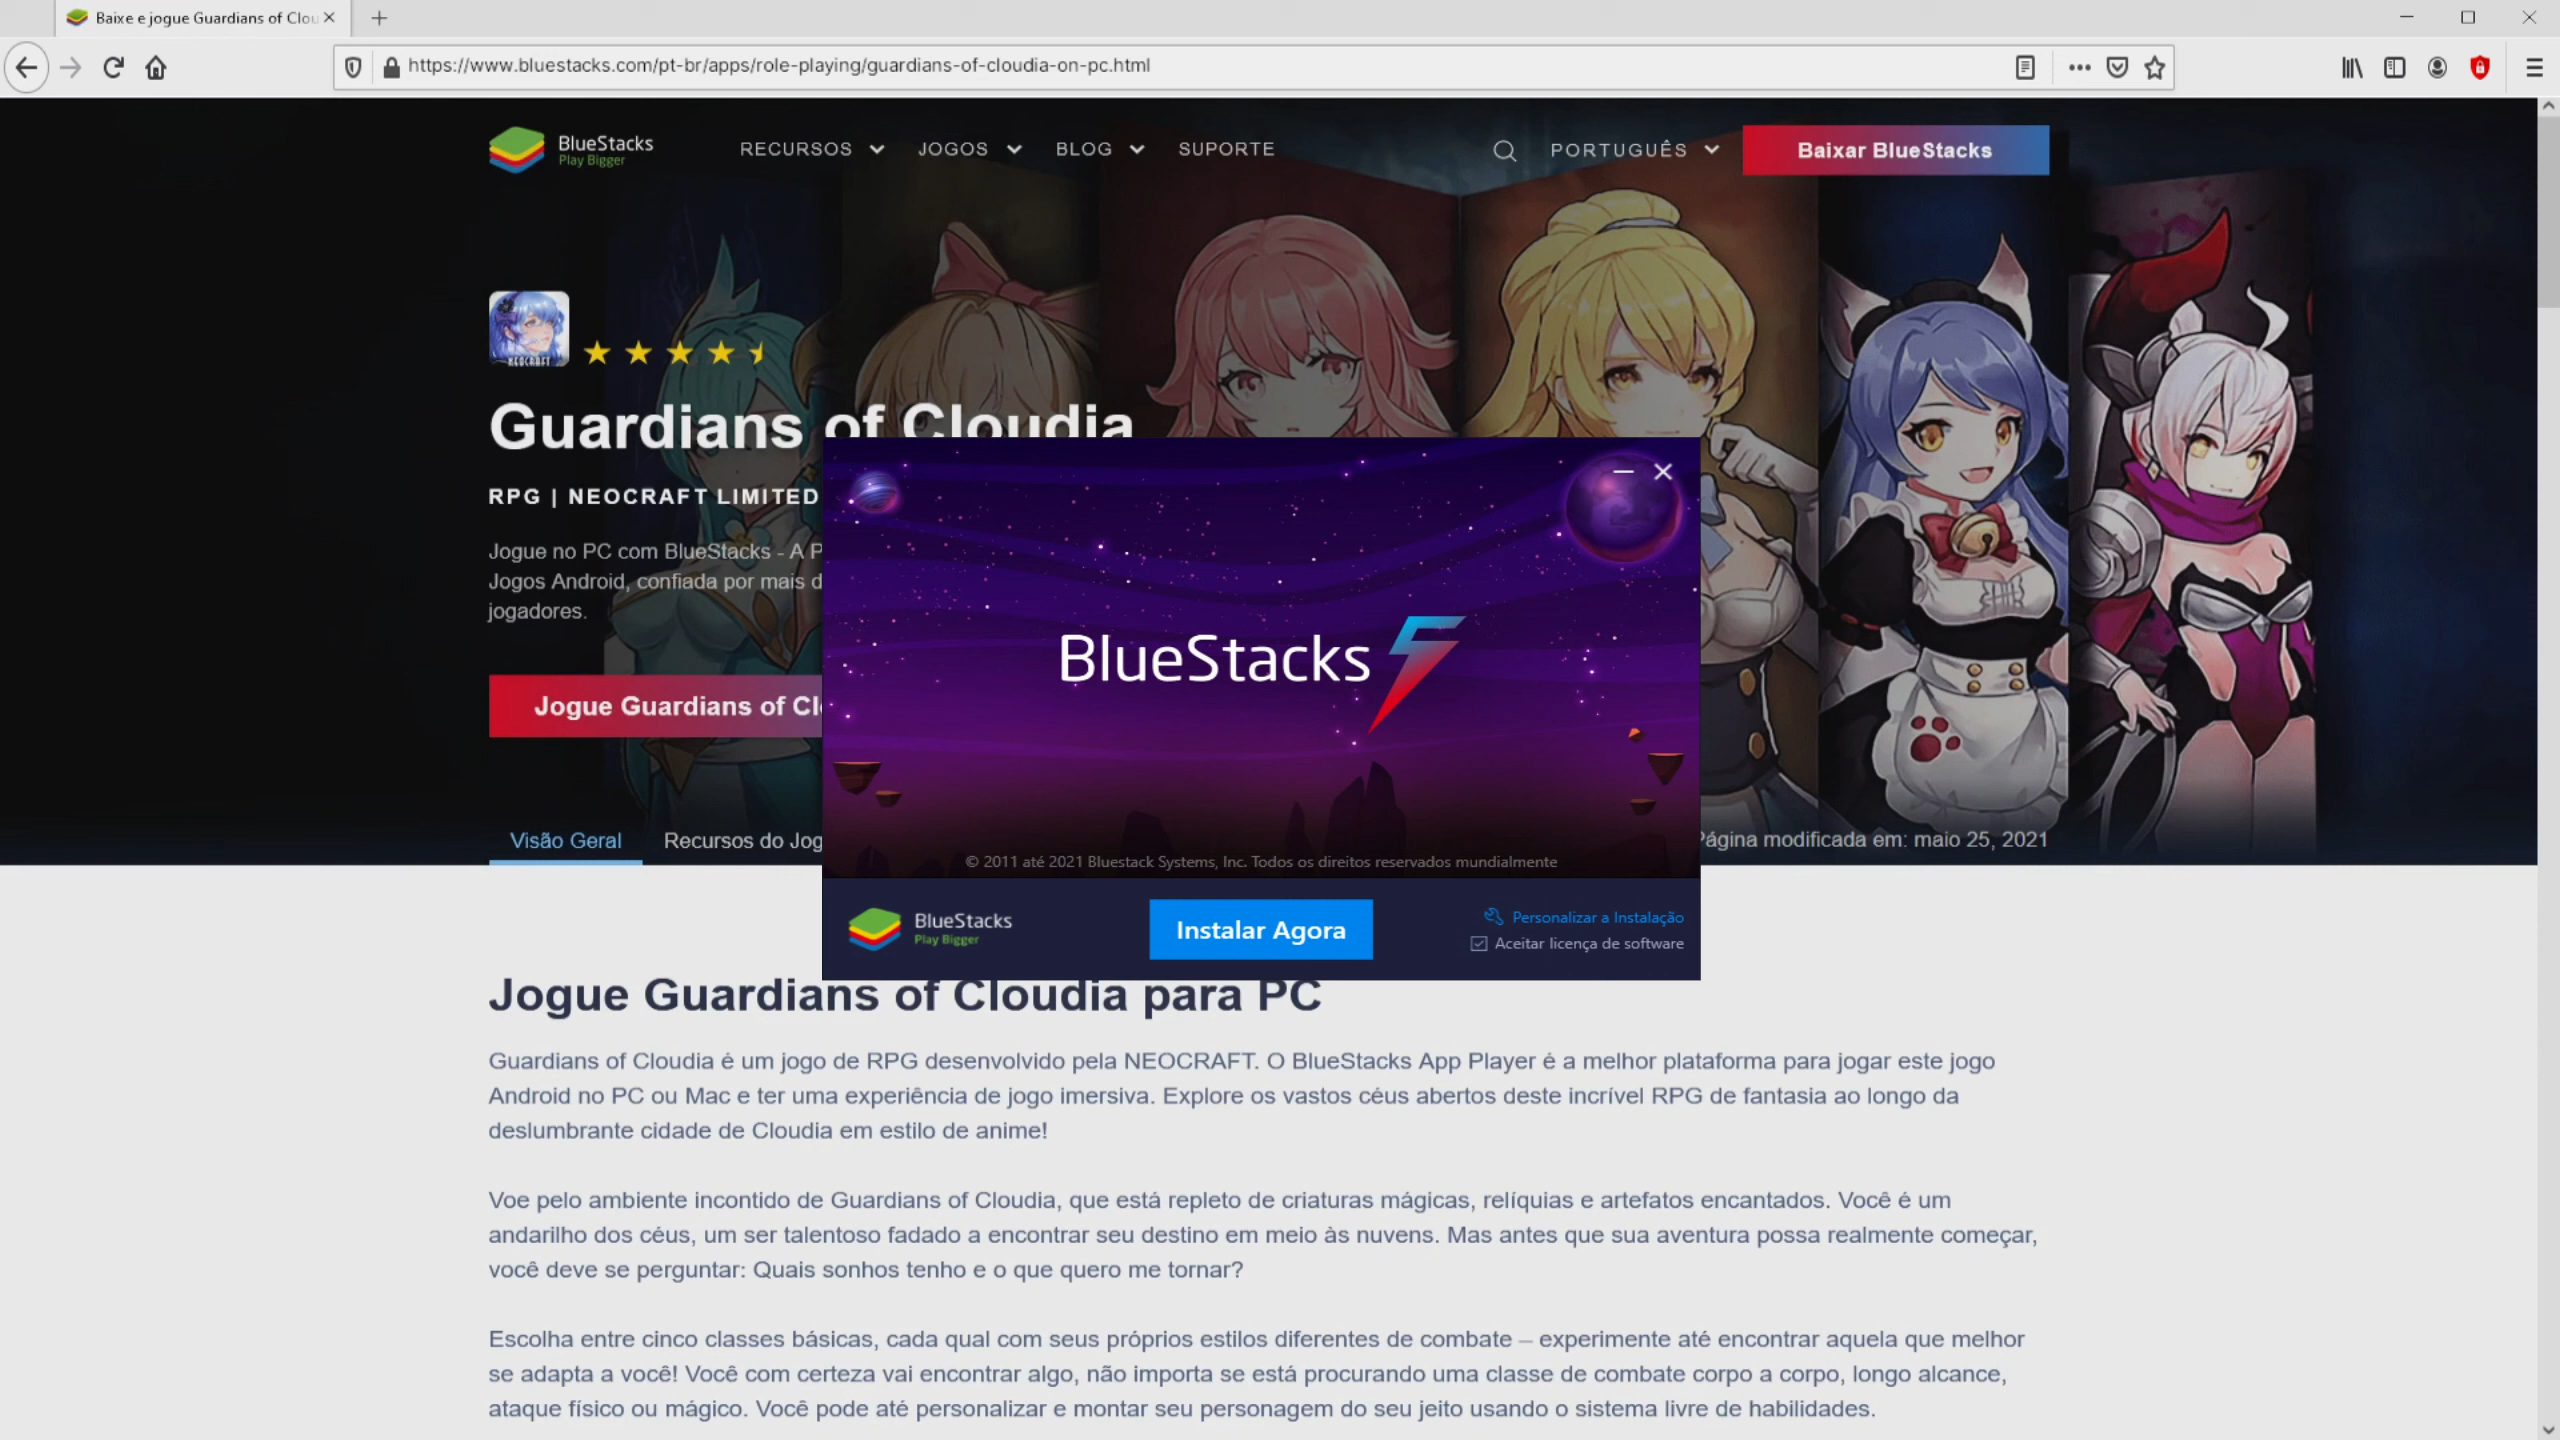 Baixe e jogue Guardians of Clou
https://www.bluestacks.com/pt-br/apps/role-playing/guardians-of-cloudia-on-pc.html
BlueStacks
Play Bigger
RECURSOS
JOGOS
BLOG
SUPORTE
PORTUGUÊS
Baixar BlueStacks
NEOCRAFT
Guardians of Cloudia
RPG | NEOCRAFT LIMITED
Jogue no PC com BlueStacks - A P
Jogos Android, confiada por mais d
jogadores.
Jogue Guardians of Cl
Visão Geral
Recursos do Jog
Página modificada em: maio 25, 2021
BlueStacks 5
© 2011 até 2021 Bluestack Systems, Inc. Todos os direitos reservados mundialmente
BlueStacks
Play Bigger
Instalar Agora
Personalizar a Instalação
Aceitar licença de software
Jogue Guardians of Cloudia para PC
Guardians of Cloudia é um jogo de RPG desenvolvido pela NEOCRAFT. O BlueStacks App Player é a melhor plataforma para jogar este jogo
Android no PC ou Mac e ter uma experiência de jogo imersiva. Explore os vastos céus abertos deste incrível RPG de fantasia ao longo da
deslumbrante cidade de Cloudia em estilo de anime!
Voe pelo ambiente incontido de Guardians of Cloudia, que está repleto de criaturas mágicas, relíquias e artefatos encantados. Você é um
andarilho dos céus, um ser talentoso fadado a encontrar seu destino em meio às nuvens. Mas antes que sua aventura possa realmente começar,
você deve se perguntar: Quais sonhos tenho e o que quero me tornar?
Escolha entre cinco classes básicas, cada qual com seus próprios estilos diferentes de combate – experimente até encontrar aquela que melhor
se adapta a você! Você com certeza vai encontrar algo, não importa se está procurando uma classe de combate corpo a corpo, longo alcance,
ataque físico ou mágico. Você pode até personalizar e montar seu personagem do seu jeito usando o sistema livre de habilidades.